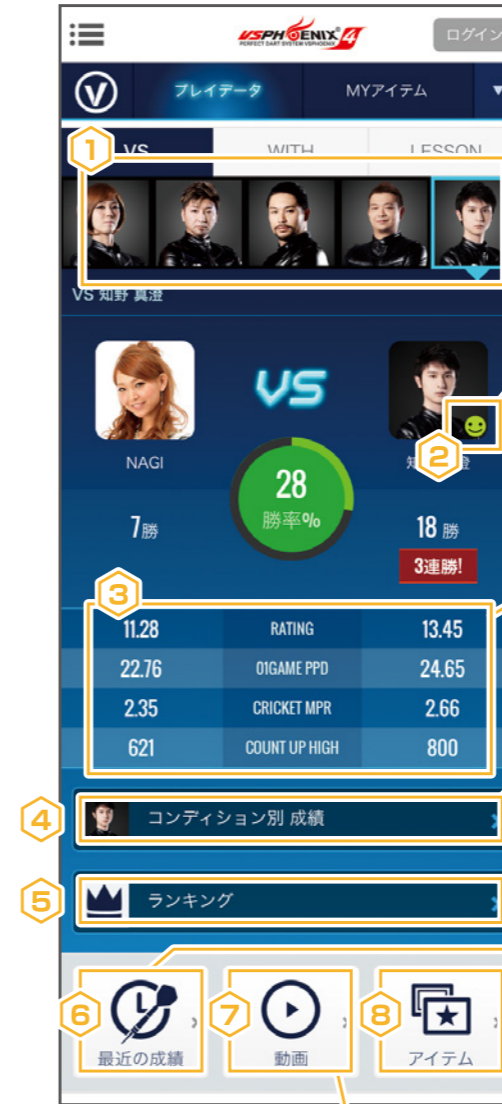 VSPHOENIX 4
PERFECT DART SYSTEM VSPHOENIX
ログイン
プレイデータ
MYアイテム
1
VS
WITH
LESSON
VS 知野 真澄
VS
2
NAGI
28
勝率%
7勝
18 勝
3連勝!
3
11.28 RATING 13.45
22.76 01GAME PPD 24.65
2.35 CRICKET MPR 2.66
621 COUNT UP HIGH 800
4
コンディション別 成績
5
ランキング
6
最近の成績
7
動画
8
アイテム